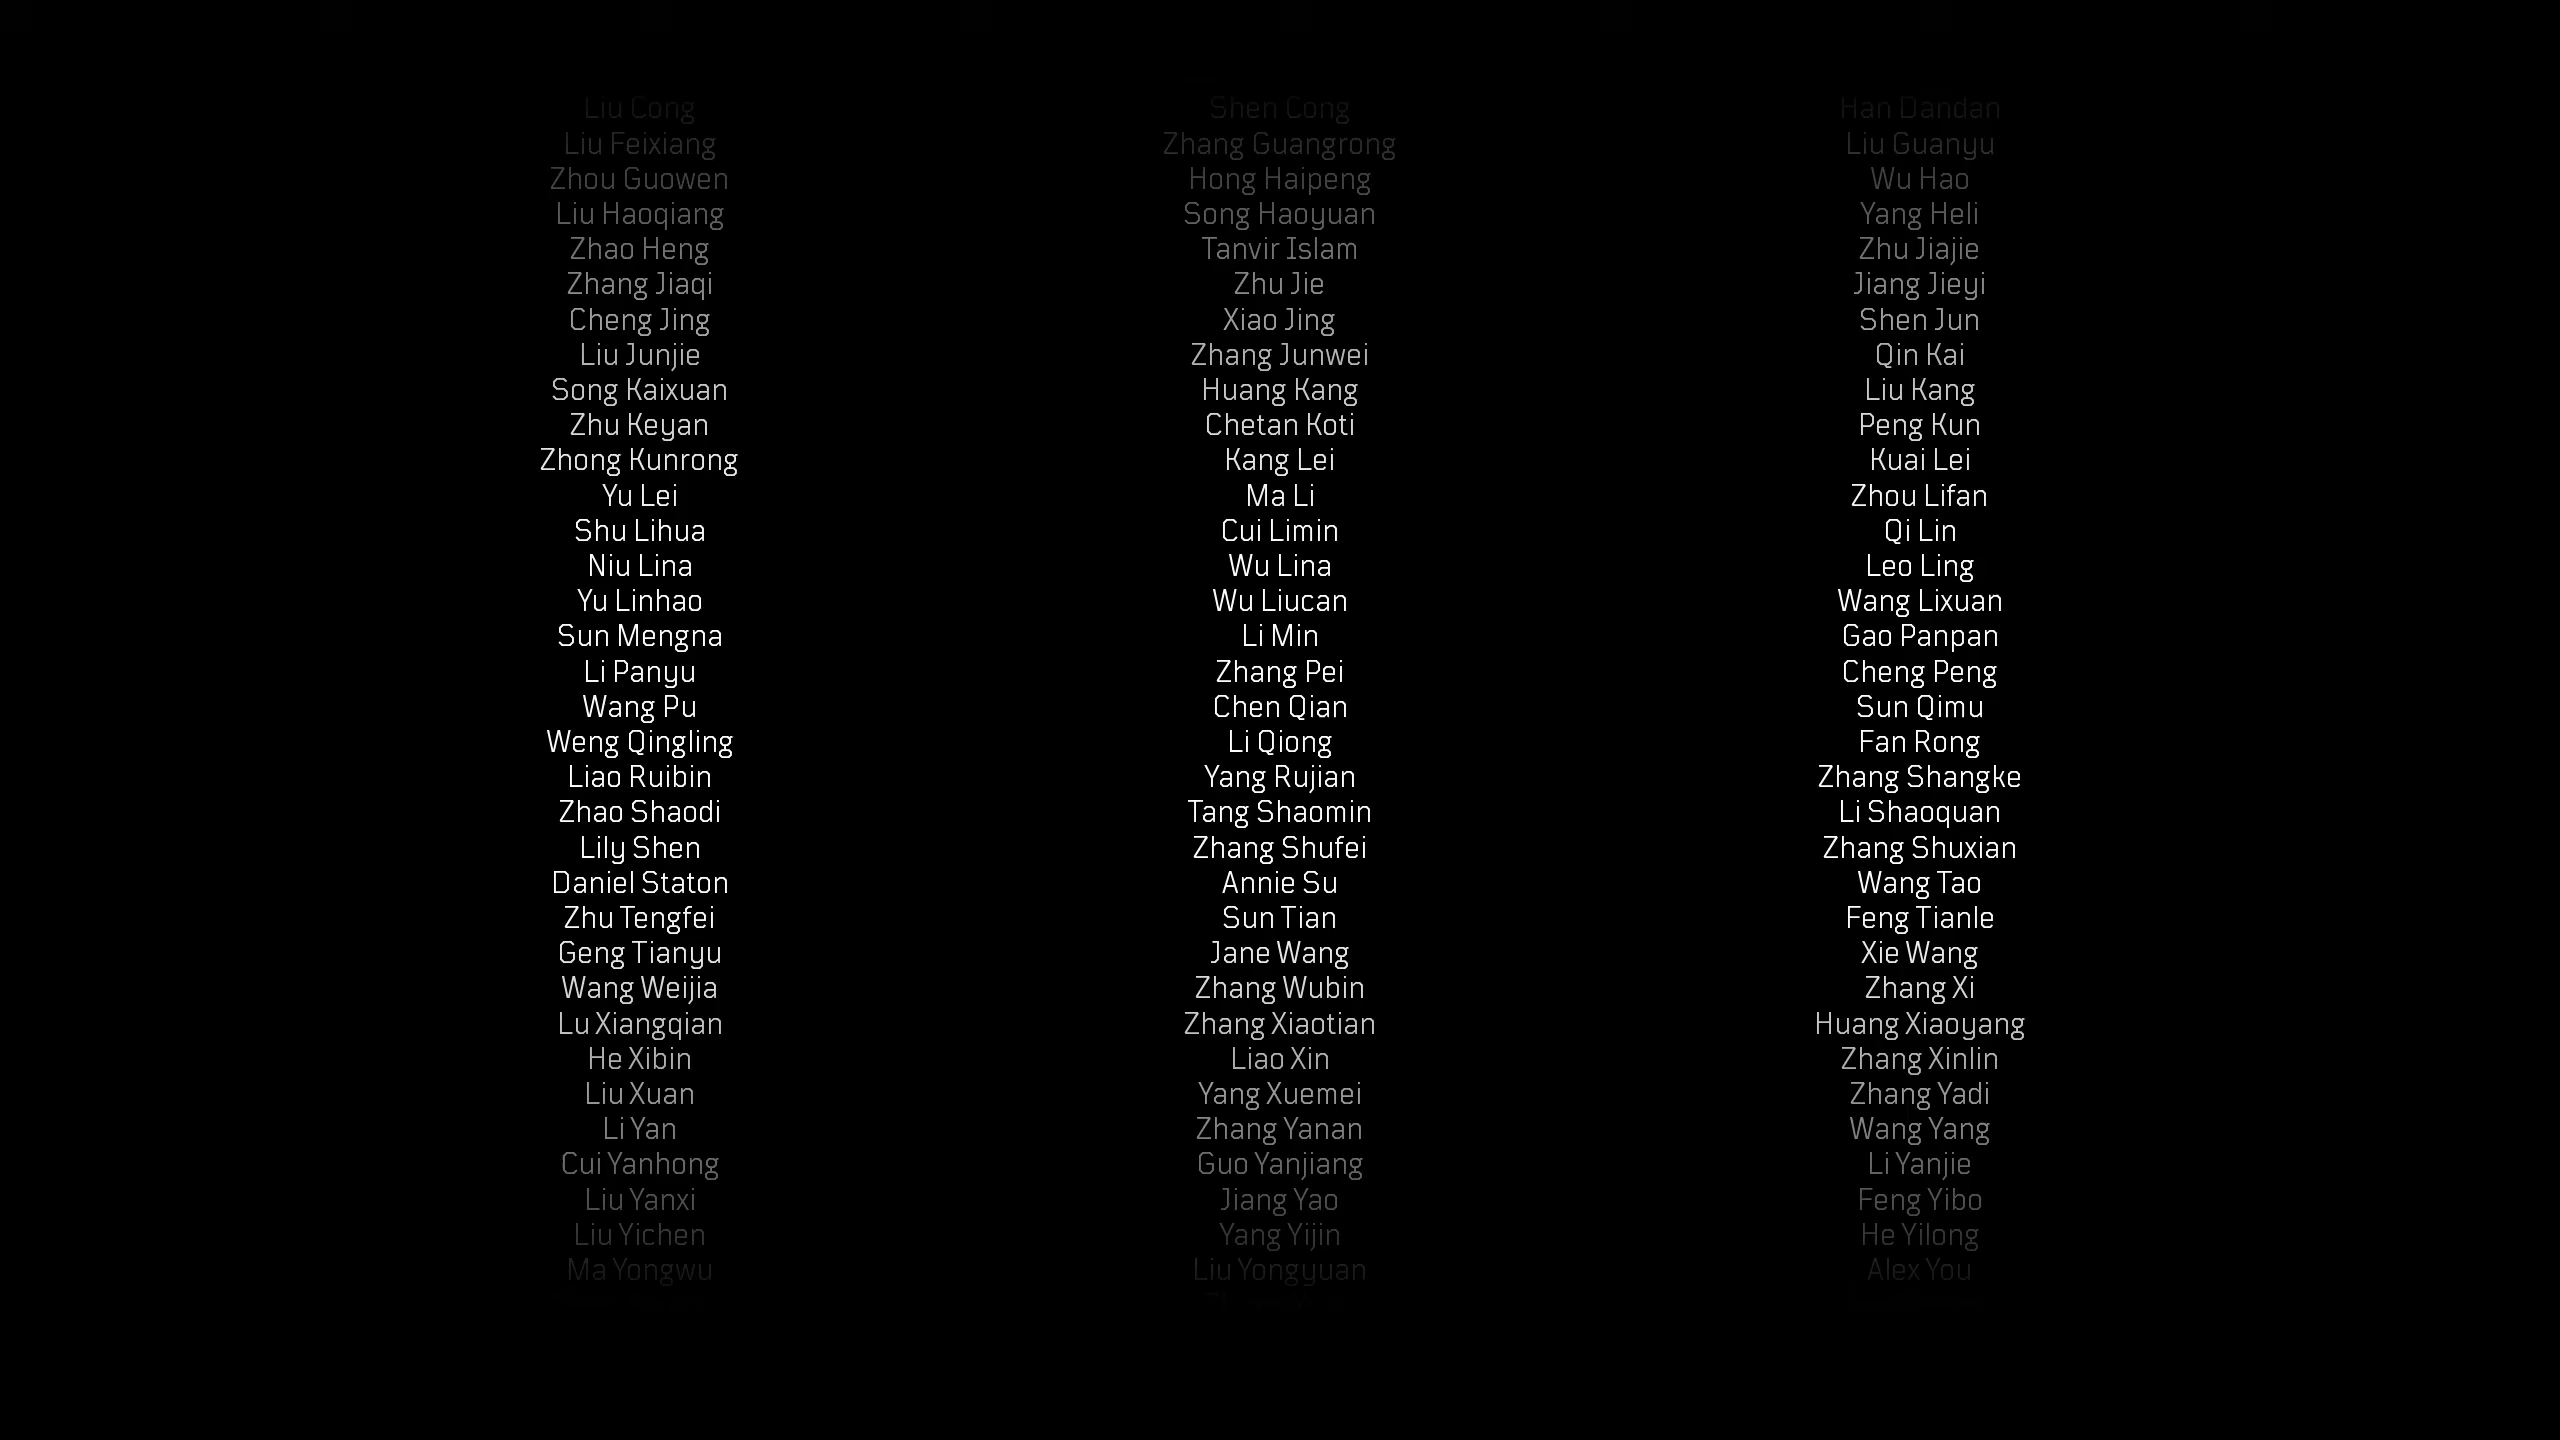 Liu Cong Shen Cong Han Dandan
Liu Feixiang Zhang Guangrong Liu Guanyu
Zhou Guowen Hong Haipeng Wu Hao
Liu Haoqiang Song Haoyuan Yang Heli
Zhao Heng Tanvir Islam Zhu Jiajie
Zhang Jiaqi Zhu Jie Jiang Jieyi
Cheng Jing Xiao Jing Shen Jun
Liu Junjie Zhang Junwei Qin Kai
Song Kaixuan Huang Kang Liu Kang
Zhu Keyan Chetan Koti Peng Kun
Zhong Kunrong Kang Lei Kuai Lei
Yu Lei Ma Li Zhou Lifan
Shu Lihua Cui Limin Qi Lin
Niu Lina Wu Lina Leo Ling
Yu Linhao Wu Liucan Wang Lixuan
Sun Mengna Li Min Gao Panpan
Li Panyu Zhang Pei Cheng Peng
Wang Pu Chen Qian Sun Qimu
Weng Qingling Li Qiong Fan Rong
Liao Ruibin Yang Rujian Zhang Shangke
Zhao Shaodi Tang Shaomin Li Shaoquan
Lily Shen Zhang Shufei Zhang Shuxian
Daniel Staton Annie Su Wang Tao
Zhu Tengfei Sun Tian Feng Tianle
Geng Tianyu Jane Wang Xie Wang
Wang Weijia Zhang Wubin Zhang Xi
Lu Xiangqian Zhang Xiaotian Huang Xiaoyang
He Xibin Liao Xin Zhang Xinlin
Liu Xuan Yang Xuemei Zhang Yadi
Li Yan Zhang Yanan Wang Yang
Cui Yanhong Guo Yanjiang Li Yanjie
Liu Yanxi Jiang Yao Feng Yibo
Liu Yichen Yang Yijin He Yilong
Ma Yongwu Liu Yongyuan Alex You